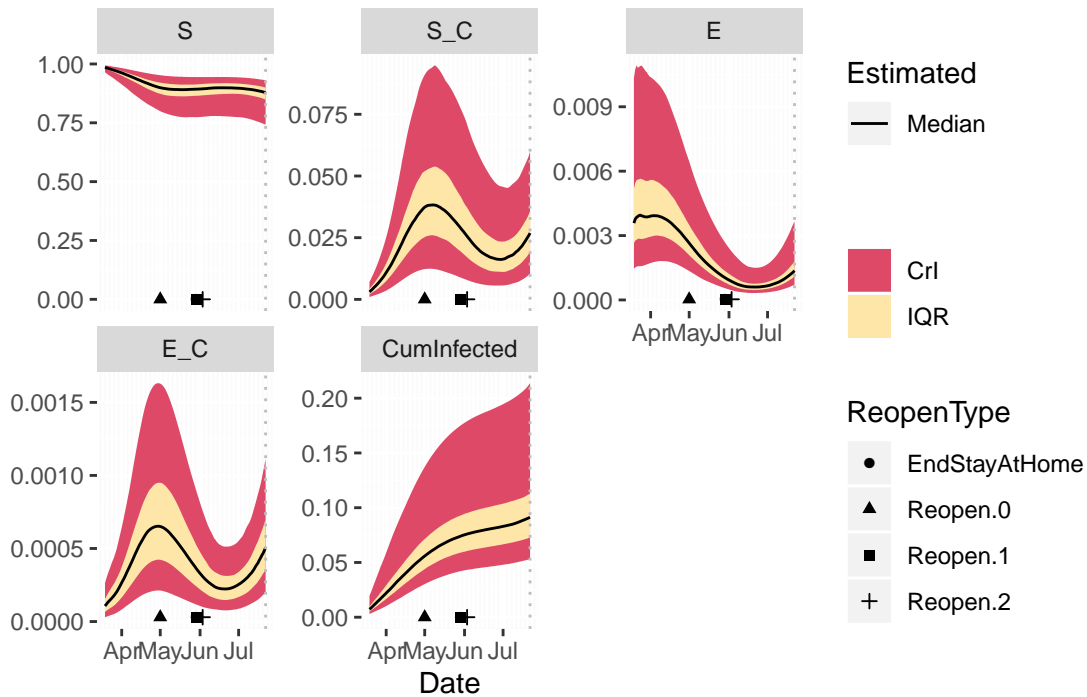 S
S_C
E
1.00
0.75
0.50
0.25
0.00
0.075
0.050
0.025
0.000
0.009
0.006
0.003
0.000
Apr May Jun Jul
E_C
CumInfected
0.0015
0.0010
0.0005
0.0000
0.20
0.15
0.10
0.05
0.00
Apr May Jun Jul
Apr May Jun Jul
Date
Estimated
Median
CrI
IQR
ReopenType
EndStayAtHome
Reopen.0
Reopen.1
Reopen.2